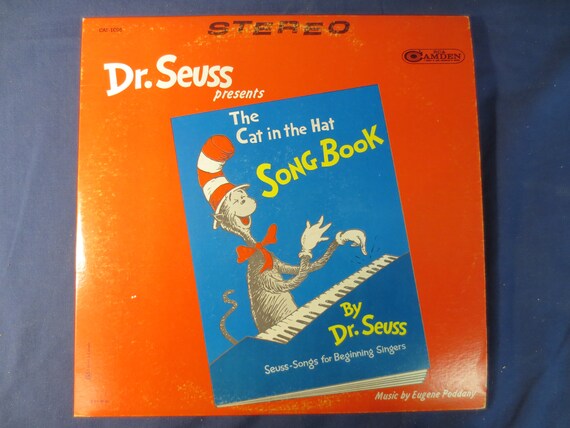 STEREO
RCA
CAMDEN
Dr. Seuss
presents
The
Cat in the Hat
SONG BOOK
By
Dr. Seuss
Seuss-Songs for Beginning Singers
Music by Eugene Poddany